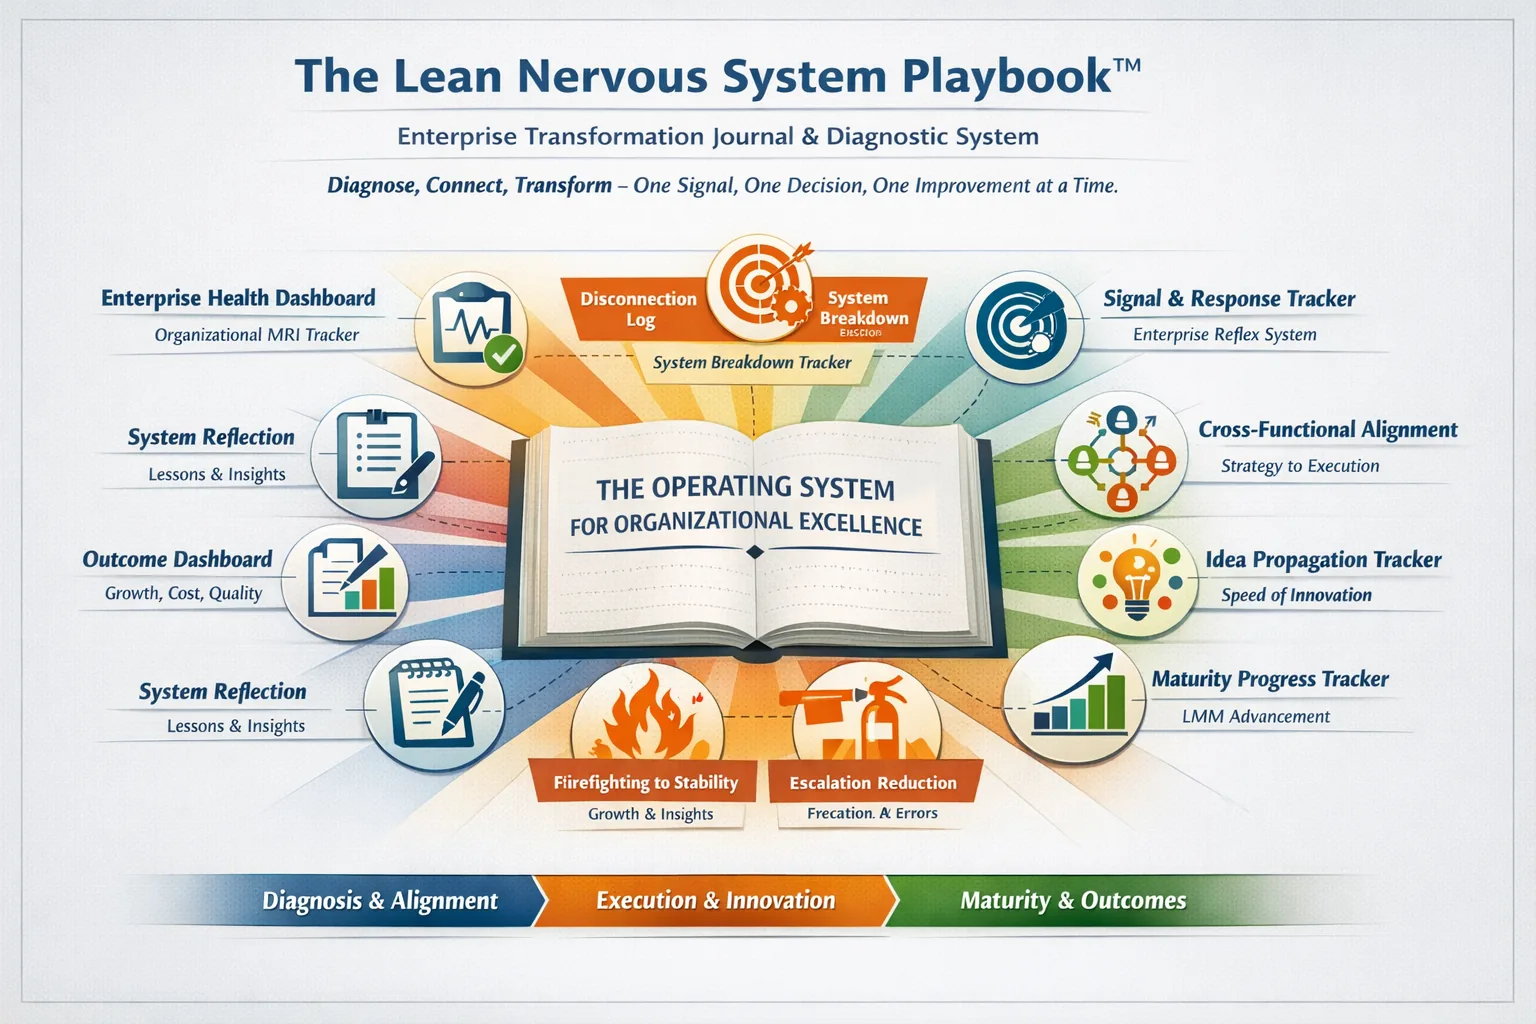 The Lean Nervous System Playbook™
Enterprise Transformation Journal & Diagnostic System
Diagnose, Connect, Transform – One Signal, One Decision, One Improvement at a Time.
Enterprise Health Dashboard
Organizational MRI Tracker
System Reflection
Lessons & Insights
Outcome Dashboard
Growth, Cost, Quality
System Reflection
Lessons & Insights
Disconnection
Log
System
Breakdown
System Breakdown Tracker
THE OPERATING SYSTEM
FOR ORGANIZATIONAL EXCELLENCE
Signal & Response Tracker
Enterprise Reflex System
Cross-Functional Alignment
Strategy to Execution
Idea Propagation Tracker
Speed of Innovation
Maturity Progress Tracker
LMM Advancement
Firefighting to Stability
Growth & Insights
Escalation Reduction
Frecation. & Errors
Diagnosis & Alignment
Execution & Innovation
Maturity & Outcomes